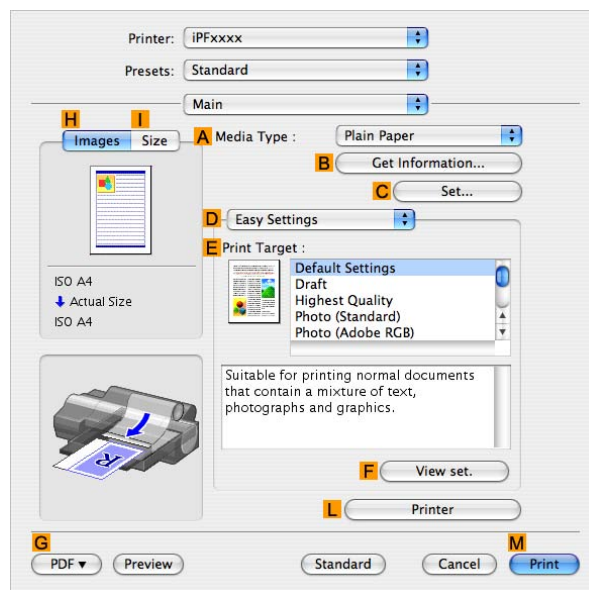 Printer: iPFxxxx
Presets: Standard
Main
H I
Images Size
A Media Type : Plain Paper
B Get Information...
C Set...
D Easy Settings
E Print Target :
Default Settings
Draft
Highest Quality
Photo (Standard)
Photo (Adobe RGB)
ISO A4
Actual Size
ISO A4
Suitable for printing normal documents
that contain a mixture of text,
photographs and graphics.
R
F View set.
L Printer
G M
PDF▼ Preview Standard Cancel Print